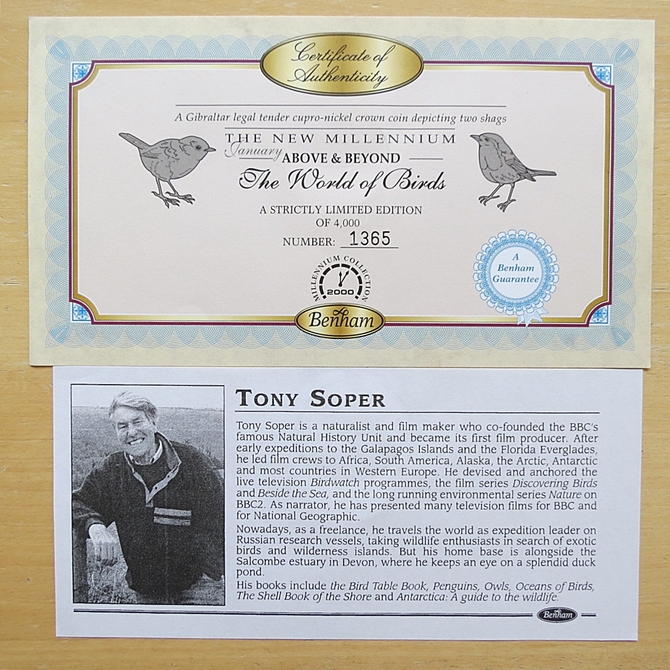 Certificate of
Authenticity
A Gibraltar legal tender cupro-nickel crown coin depicting two shags
THE NEW MILLENNIUM
January ABOVE & BEYOND
The World of Birds
A STRICTLY LIMITED EDITION
OF 4,000
NUMBER: 1365
MILLENNIUM COLLECTION
2000
A
Benham
Guarantee
Benham
TONY SOPER
Tony Soper is a naturalist and film maker who co-founded the BBC's
famous Natural History Unit and became its first film producer. After
early expeditions to the Galapagos Islands and the Florida Everglades,
he led film crews to Africa, South America, Alaska, the Arctic, Antarctic
and most countries in Western Europe. He devised and anchored the
live television Birdwatch programmes, the film series Discovering Birds
and Beside the Sea, and the long running environmental series Nature on
BBC2. As narrator, he has presented many television films for BBC and
for National Geographic.
Nowadays, as a freelance, he travels the world as expedition leader on
Russian research vessels, taking wildlife enthusiasts in search of exotic
birds and wilderness islands. But his home base is alongside the
Salcombe estuary in Devon, where he keeps an eye on a splendid duck
pond.
His books include the Bird Table Book, Penguins, Owls, Oceans of Birds,
The Shell Book of the Shore and Antarctica: A guide to the wildlife.
Benham